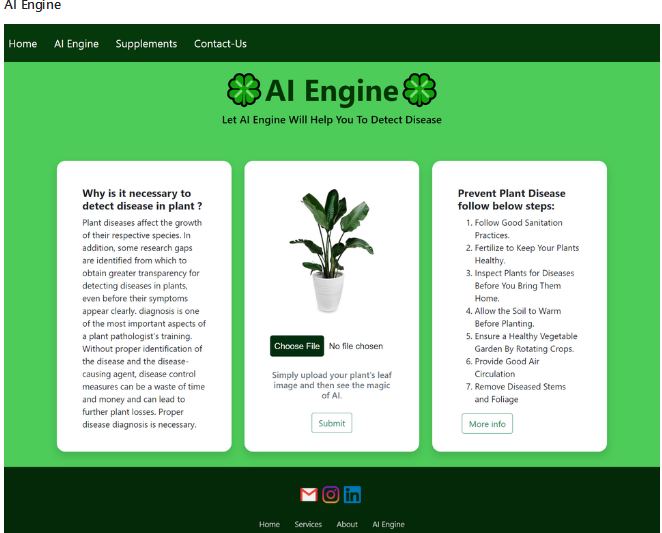 AI Engine
Home AI Engine Supplements Contact-Us
AI Engine
Let AI Engine Will Help You To Detect Disease
Why is it necessary to
detect disease in plant ?
Plant diseases affect the growth
of their respective species. In
addition, some research gaps
are identified from which to
obtain greater transparency for
detecting diseases in plants,
even before their symptoms
appear clearly. diagnosis is one
of the most important aspects of
a plant pathologist's training.
Without proper identification of
the disease and the disease-
causing agent, disease control
measures can be a waste of time
and money and can lead to
further plant losses. Proper
disease diagnosis is necessary.
Choose File No file chosen
Simply upload your plant's leaf
image and then see the magic
of AI.
Submit
Prevent Plant Disease
follow below steps:
1. Follow Good Sanitation
Practices.
2. Fertilize to Keep Your Plants
Healthy.
3. Inspect Plants for Diseases
Before You Bring Them
Home.
4. Allow the Soil to Warm
Before Planting.
5. Ensure a Healthy Vegetable
Garden By Rotating Crops.
6. Provide Good Air
Circulation
7. Remove Diseased Stems
and Foliage
More info
Home Services About AI Engine